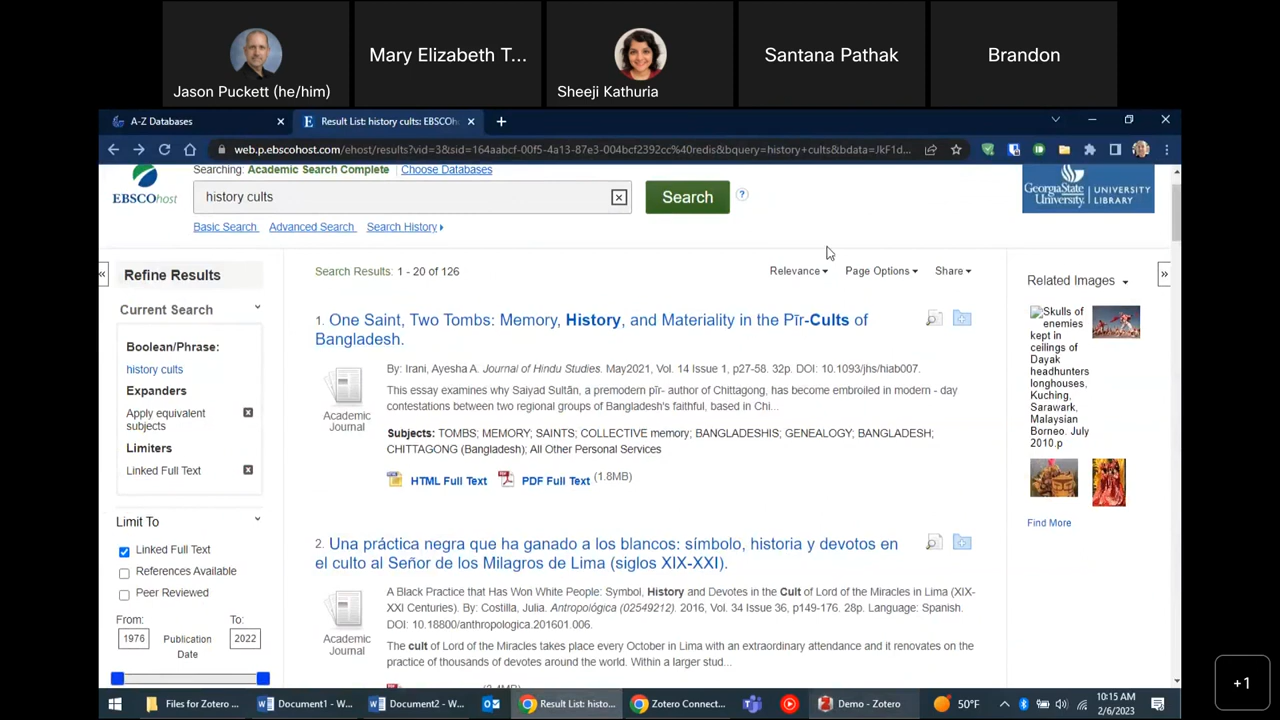 Jason Puckett (he/him)
Mary Elizabeth T...
Sheeji Kathuria
Santana Pathak
Brandon
A-Z Databases
Result List: history cults: EBSCOh
web.p.ebscohost.com/ehost/results?vid=3&sid=164aabcf-00f5-4a13-87e3-004bcf2392cc%40redis&bquery=history+cults&bdata=JkF1d...
EBSCOhost
Searching: Academic Search Complete
Choose Databases
history cults
Search
Basic Search
Advanced Search
Search History
Georgia State University
UNIVERSITY LIBRARY
Refine Results
Current Search
Boolean/Phrase:
history cults
Expanders
Apply equivalent
subjects
Limiters
Linked Full Text
Limit To
Linked Full Text
References Available
Peer Reviewed
From:
To:
1976
Publication
Date
2022
Search Results: 1 - 20 of 126
Relevance
Page Options
Share
1. One Saint, Two Tombs: Memory, History, and Materiality in the Pīr-Cults of
Bangladesh.
Academic
Journal
By: Irani, Ayesha A. Journal of Hindu Studies. May2021, Vol. 14 Issue 1, p27-58. 32p. DOI: 10.1093/jhs/hiab007.
This essay examines why Saiyad Sultān, a premodern pīr- author of Chittagong, has become embroiled in modern - day
contestations between two regional groups of Bangladesh's faithful, based in Chi...
Subjects: TOMBS; MEMORY; SAINTS; COLLECTIVE memory; BANGLADESHIS; GENEALOGY; BANGLADESH;
CHITTAGONG (Bangladesh); All Other Personal Services
HTML Full Text
PDF Full Text (1.8MB)
2. Una práctica negra que ha ganado a los blancos: símbolo, historia y devotos en
el culto al Señor de los Milagros de Lima (siglos XIX-XXI).
Academic
Journal
A Black Practice that Has Won White People: Symbol, History and Devotes in the Cult of Lord of the Miracles in Lima (XIX-
XXI Centuries). By: Costilla, Julia. Antropológica (02549212). 2016, Vol. 34 Issue 36, p149-176. 28p. Language: Spanish.
DOI: 10.18800/anthropologica.201601.006.
The cult of Lord of the Miracles takes place every October in Lima with an extraordinary attendance and it renovates on the
practice of thousands of devotes around the world. Within a larger stud...
Related Images
Skulls of
enemies
kept in
ceilings of
Dayak
headhunters
longhouses,
Kuching,
Sarawark,
Malaysian
Borneo. July
2010.p
Find More
Files for Zotero ...
Document1 - W...
Document2 - W...
Result List: histo...
Zotero Connect...
Demo - Zotero
50°F
10:15 AM
2/6/2023
+1